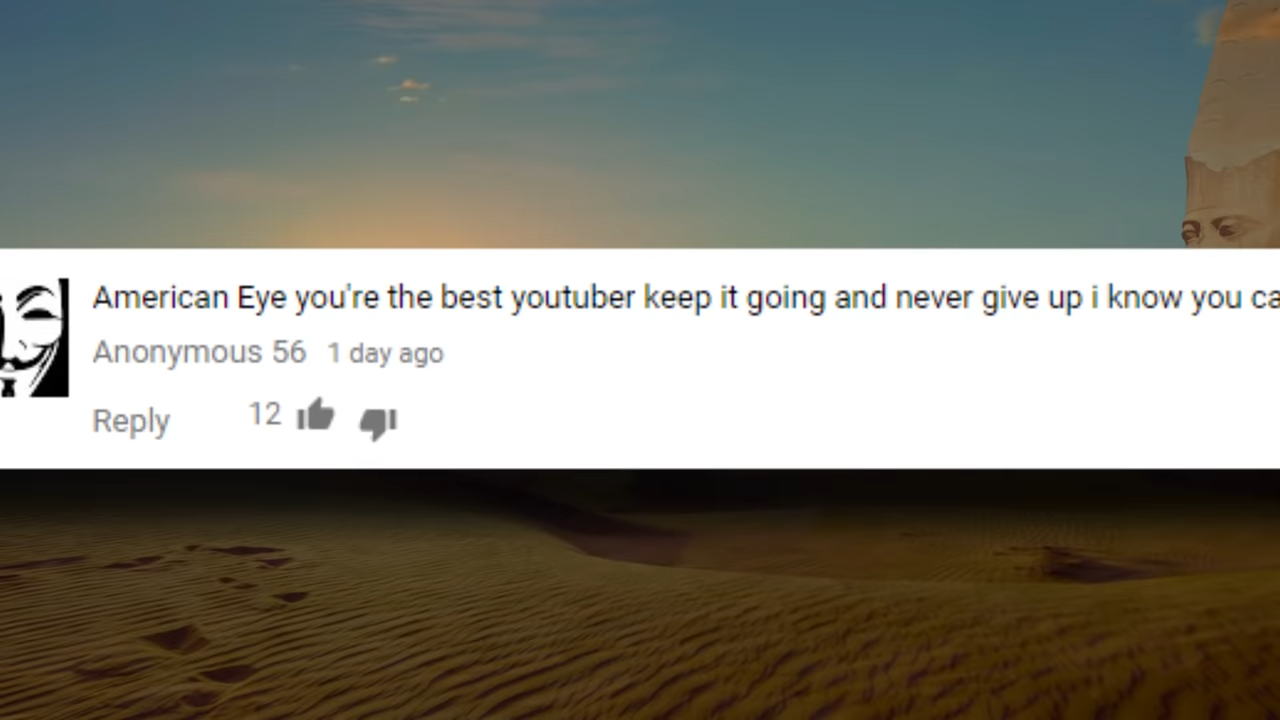 American Eye you're the best youtuber keep it going and never give up i know you
Anonymous 56 1 day ago
Reply 12